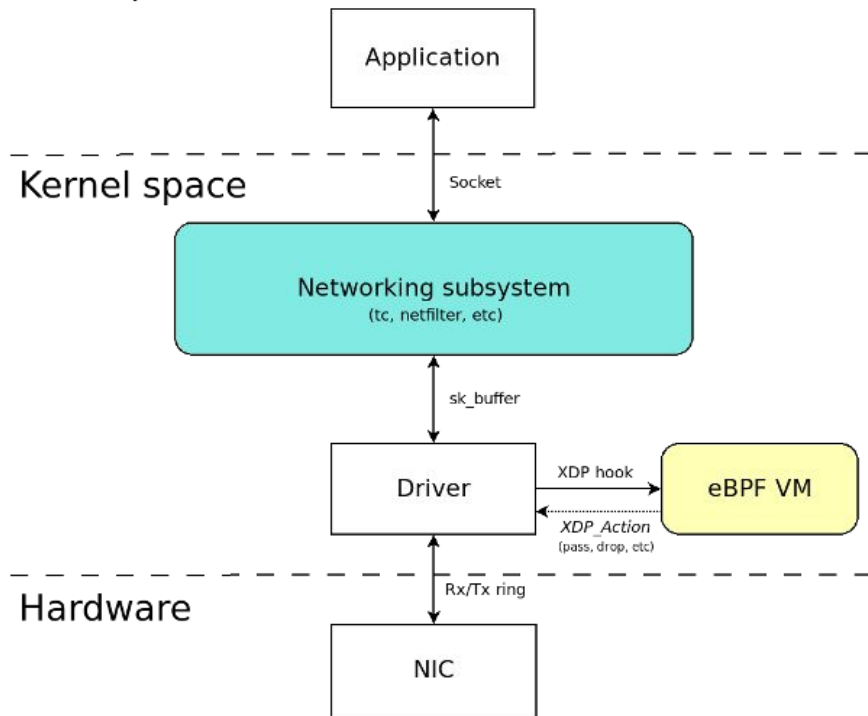 Application
Kernel space
Socket
Networking subsystem
(tc, netfilter, etc)
sk_buffer
Driver
XDP hook
eBPF VM
XDP_Action
(pass, drop, etc)
Hardware
Rx/Tx ring
NIC